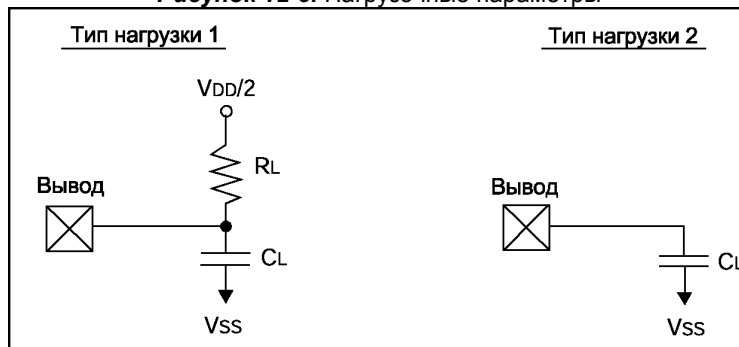 Нагрузочные параметры
Тип нагрузки 1
Тип нагрузки 2
VDD/2
RL
Вывод
CL
VSS
Вывод
CL
VSS